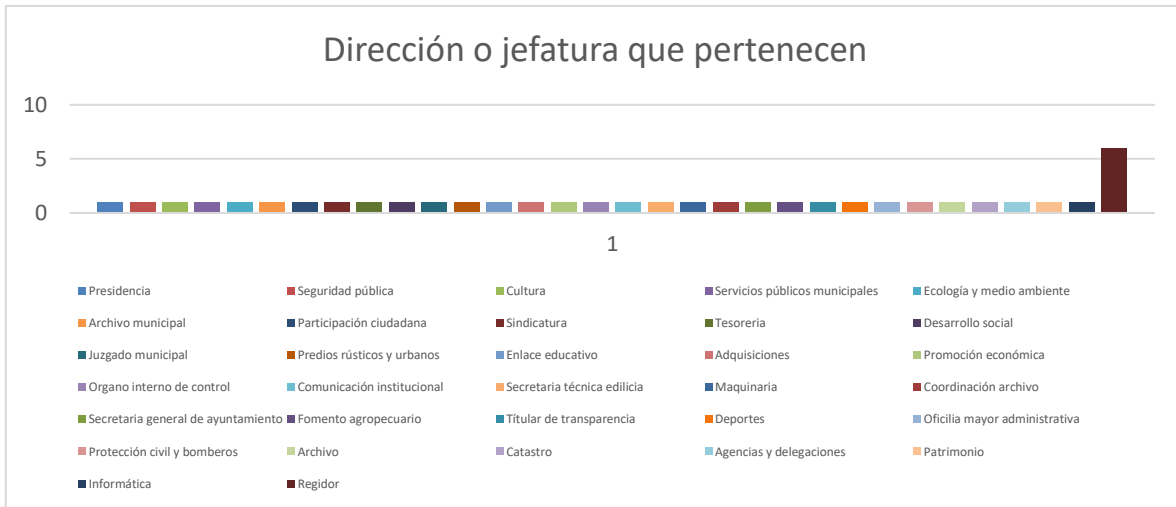 Dirección o jefatura que pertenecen
10
5
0
1
Presidencia Seguridad pública Cultura Servicios públicos municipales Ecología y medio ambiente
Archivo municipal Participación ciudadana Sindicatura Tesoreria Desarrollo social
Juzgado municipal Predios rústicos y urbanos Enlace educativo Adquisiciones Promoción económica
Organo interno de control Comunicación institucional Secretaria técnica edilicia Maquinaria Coordinación archivo
Secretaria general de ayuntamiento Fomento agropecuario Títular de transparencia Deportes Oficilia mayor administrativa
Protección civil y bomberos Archivo Catastro Agencias y delegaciones Patrimonio
Informática Regidor